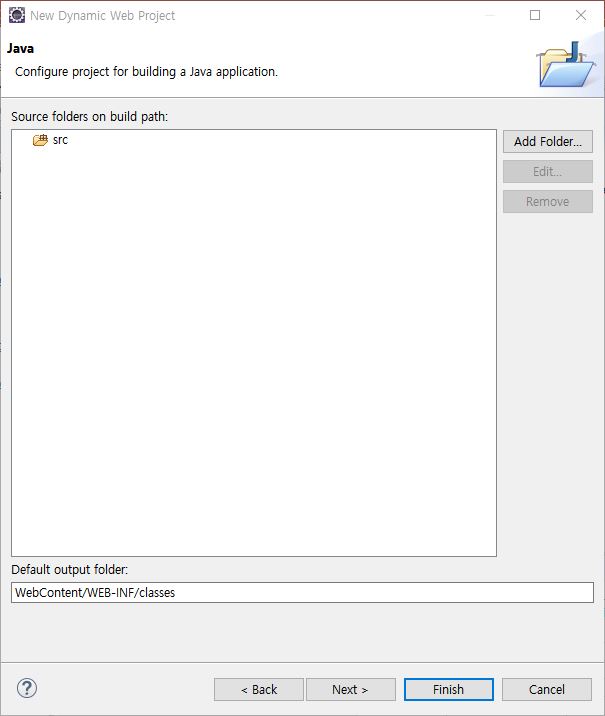 New Dynamic Web Project
Java
Configure project for building a Java application.
Source folders on build path:
src
Add Folder...
Edit...
Remove
Default output folder:
WebContent/WEB-INF/classes
?
< Back
Next >
Finish
Cancel